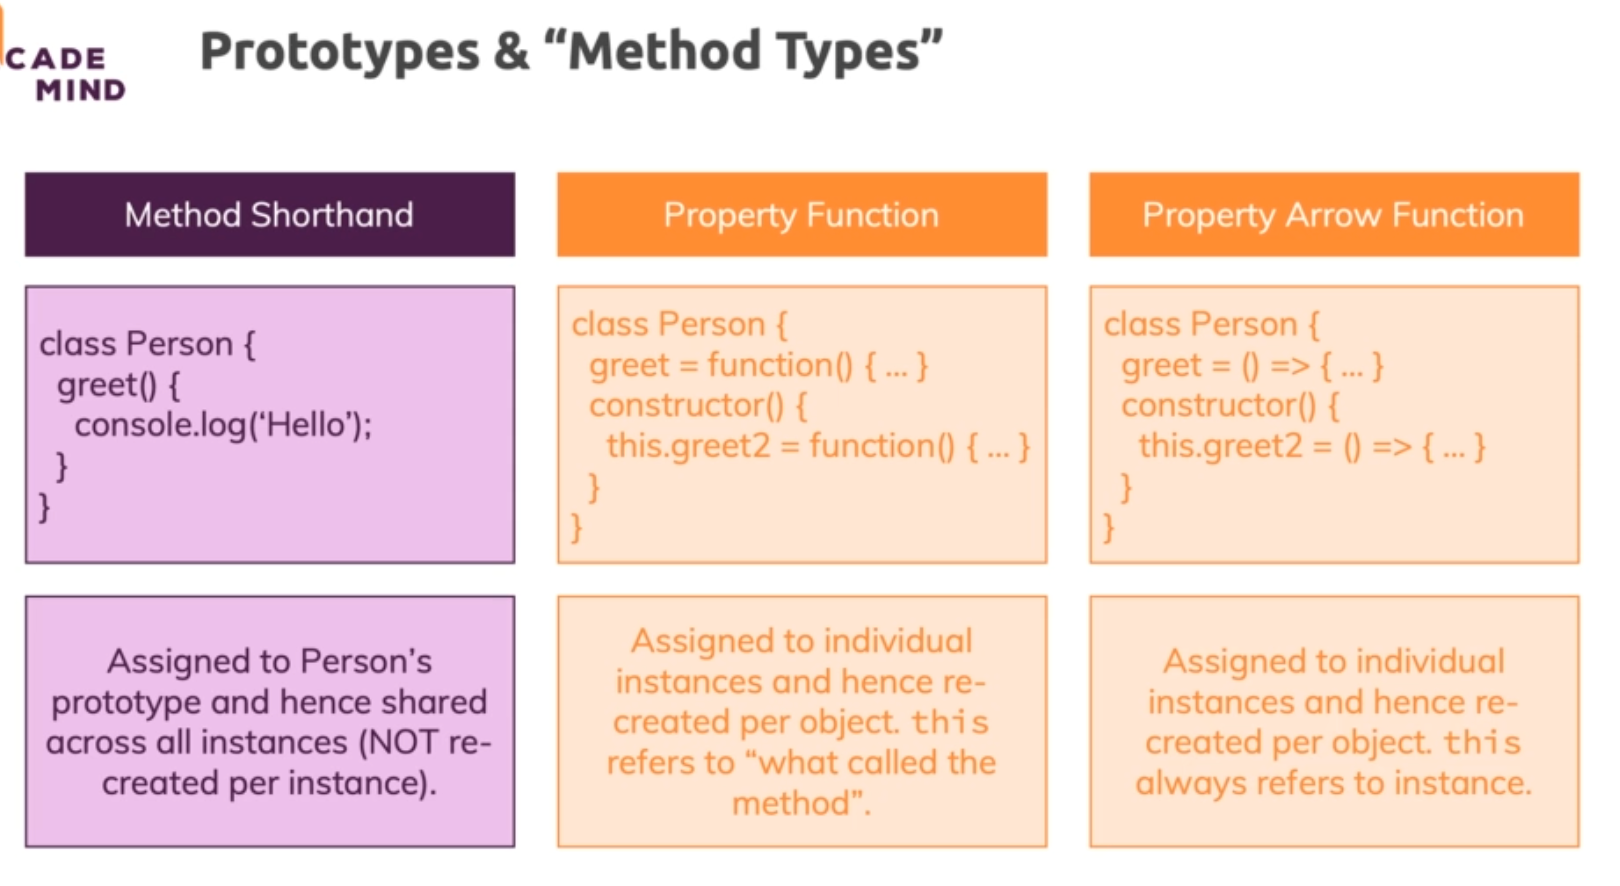 CADE
MIND
Prototypes & “Method Types”
Method Shorthand
class Person {
greet() {
console.log(‘Hello’);
}
}
Assigned to Person’s
prototype and hence shared
across all instances (NOT re-
created per instance).
Property Function
class Person {
greet = function() { ... }
constructor() {
this.greet2 = function() { ... }
}
}
Assigned to individual
instances and hence re-
created per object. this
refers to “what called the
method”.
Property Arrow Function
class Person {
greet = () => { ... }
constructor() {
this.greet2 = () => { ... }
}
}
Assigned to individual
instances and hence re-
created per object. this
always refers to instance.